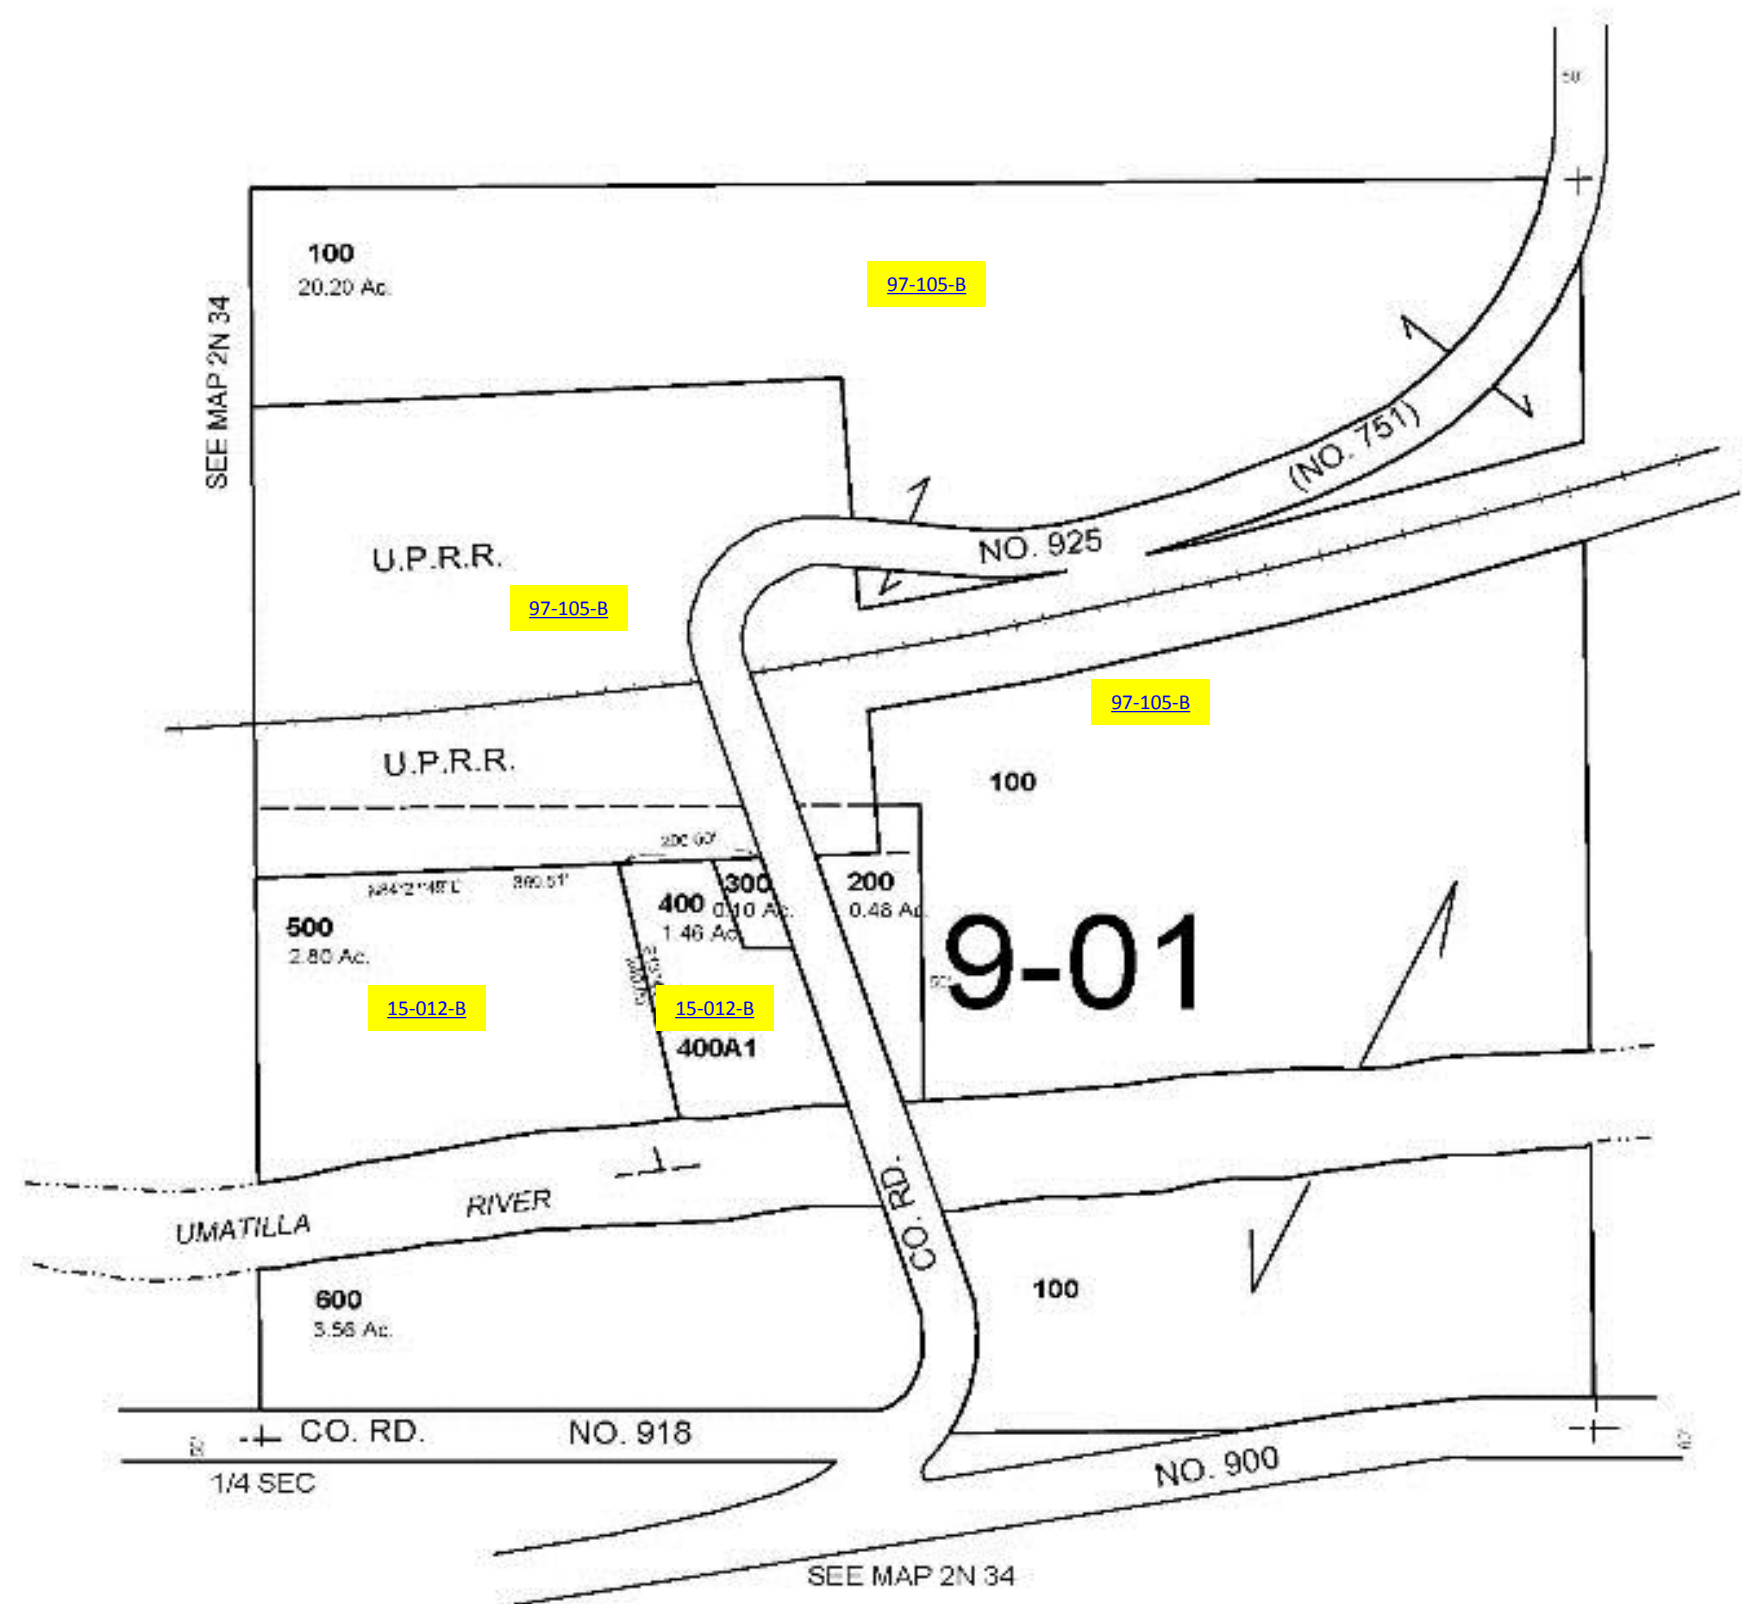 100
20.20 Ac.
97-105-B
SEE MAP 2N 34
(NO. 751)
NO. 925
U.P.R.R.
97-105-B
97-105-B
U.P.R.R.
100
300
0.10 Ac.
200
0.48 Ac.
400
1.46 Ac.
500
2.80 Ac.
9-01
15-012-B
15-012-B
400A1
CO. RD.
RIVER
UMATILLA
100
600
3.56 Ac.
CO. RD.
NO. 918
1/4 SEC
NO. 900
SEE MAP 2N 34